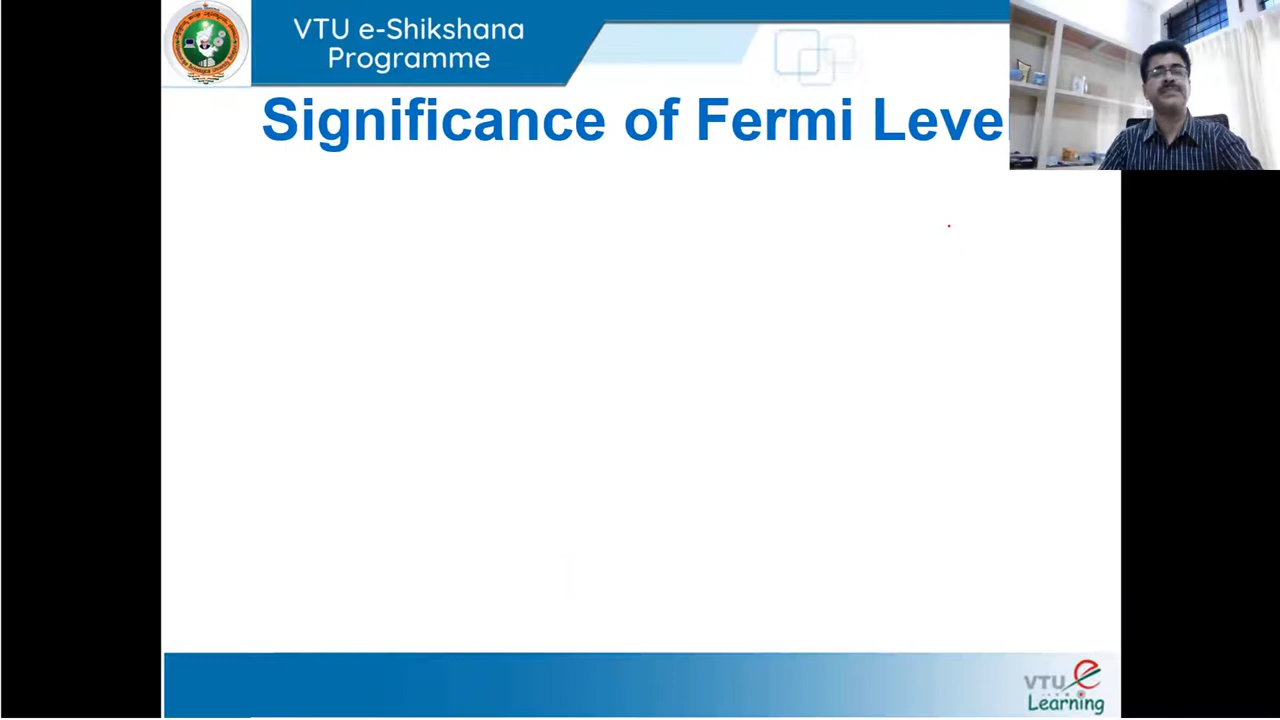 VTU e-Shikshana
Programme
Significance of Fermi Leve
VTU e
Learning